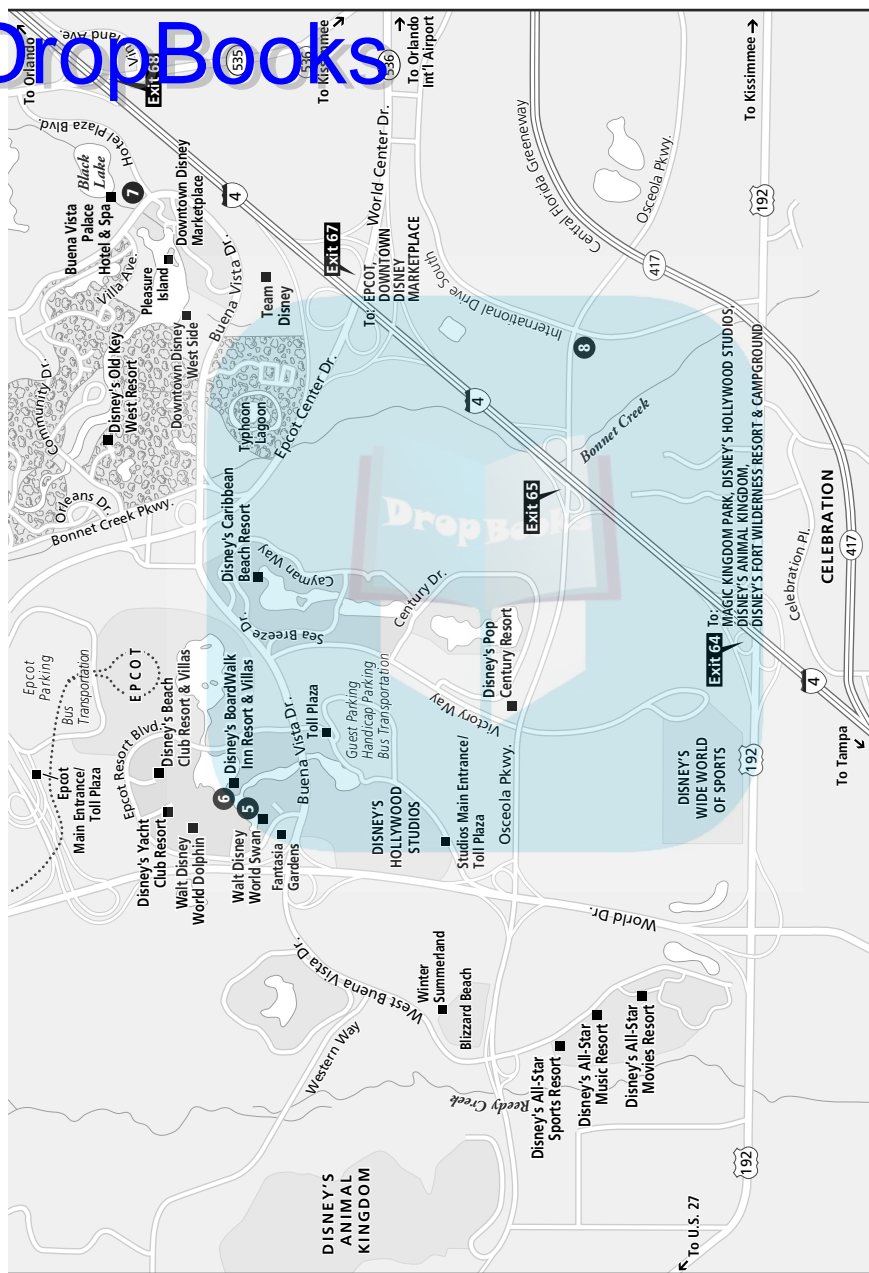 DropBooks
To Orlando
land Ave.
Vin
Exit 68
535
To Kissimmee
536
536
To Orlando
Int'l Airport
To Kissimmee
Hotel Plaza Blvd.
Black
Lake
7
Buena Vista
Palace
Hotel & Spa
Downtown Disney
Marketplace
4
World Center Dr.
Central Florida Greeneway
Osceola Pkwy.
192
Villa Ave.
Pleasure
Island
Buena Vista Dr.
Team
Disney
Exit 67
To: EPCOT,
DOWNTOWN
DISNEY
MARKETPLACE
International Drive South
417
8
Community Dr.
Disney's Old Key
West Resort
Downtown Disney
West Side
Typhoon
Lagoon
Epcot Center Dr.
4
Bonnet Creek
Orleans Dr.
Bonnet Creek Pkwy.
Disney's Caribbean
Beach Resort
Cayman Way
Sea Breeze Dr.
Century Dr.
DropBooks
Exit 65
Exit 64
To:
MAGIC KINGDOM PARK, DISNEY'S HOLLYWOOD STUDIOS,
DISNEY'S ANIMAL KINGDOM,
DISNEY'S FORT WILDERNESS RESORT & CAMPGROUND
Celebration Pl.
CELEBRATION
417
4
To Tampa
Epcot
Parking
Bus
Transportation
EPCOT
Epcot
Main Entrance/
Toll Plaza
Epcot Resort Blvd.
Disney's Beach
Club Resort & Villas
Disney's BoardWalk
Inn Resort & Villas
6
5
Disney's Yacht
Club Resort
Walt Disney
World Dolphin
Walt Disney
World Swan
Fantasia
Gardens
Buena Vista Dr.
Toll Plaza
Guest Parking
Handicap Parking
Bus Transportation
DISNEY'S
HOLLYWOOD
STUDIOS
Studios Main Entrance/
Toll Plaza
Victory Way
Disney's Pop
Century Resort
Osceola Pkwy.
DISNEY'S
WIDE WORLD
OF SPORTS
192
World Dr.
West Buena Vista Dr.
Western Way
Winter
Summerland
Blizzard Beach
Reedy Creek
Disney's All-Star
Sports Resort
Disney's All-Star
Music Resort
Disney's All-Star
Movies Resort
DISNEY'S
ANIMAL
KINGDOM
192
To U.S. 27